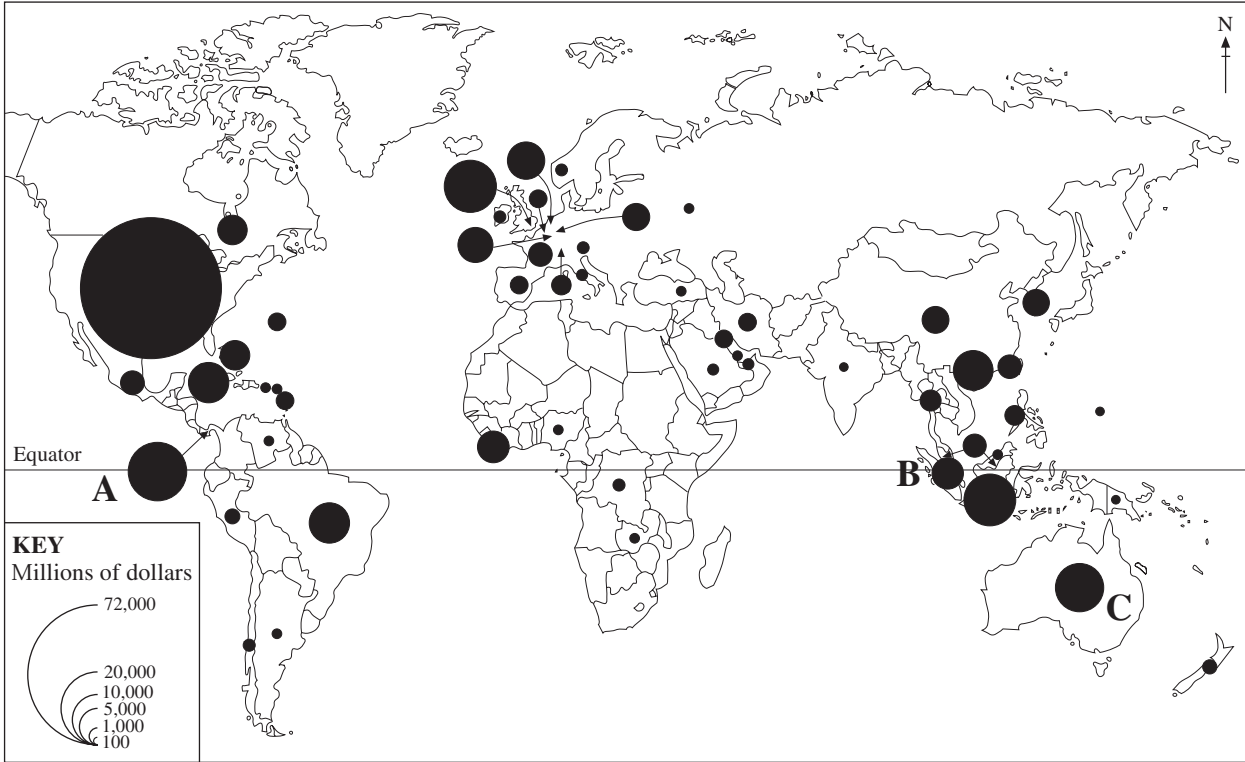 N
Equator
A
B
C
KEY
Millions of dollars
72,000
20,000
10,000
5,000
1,000
100